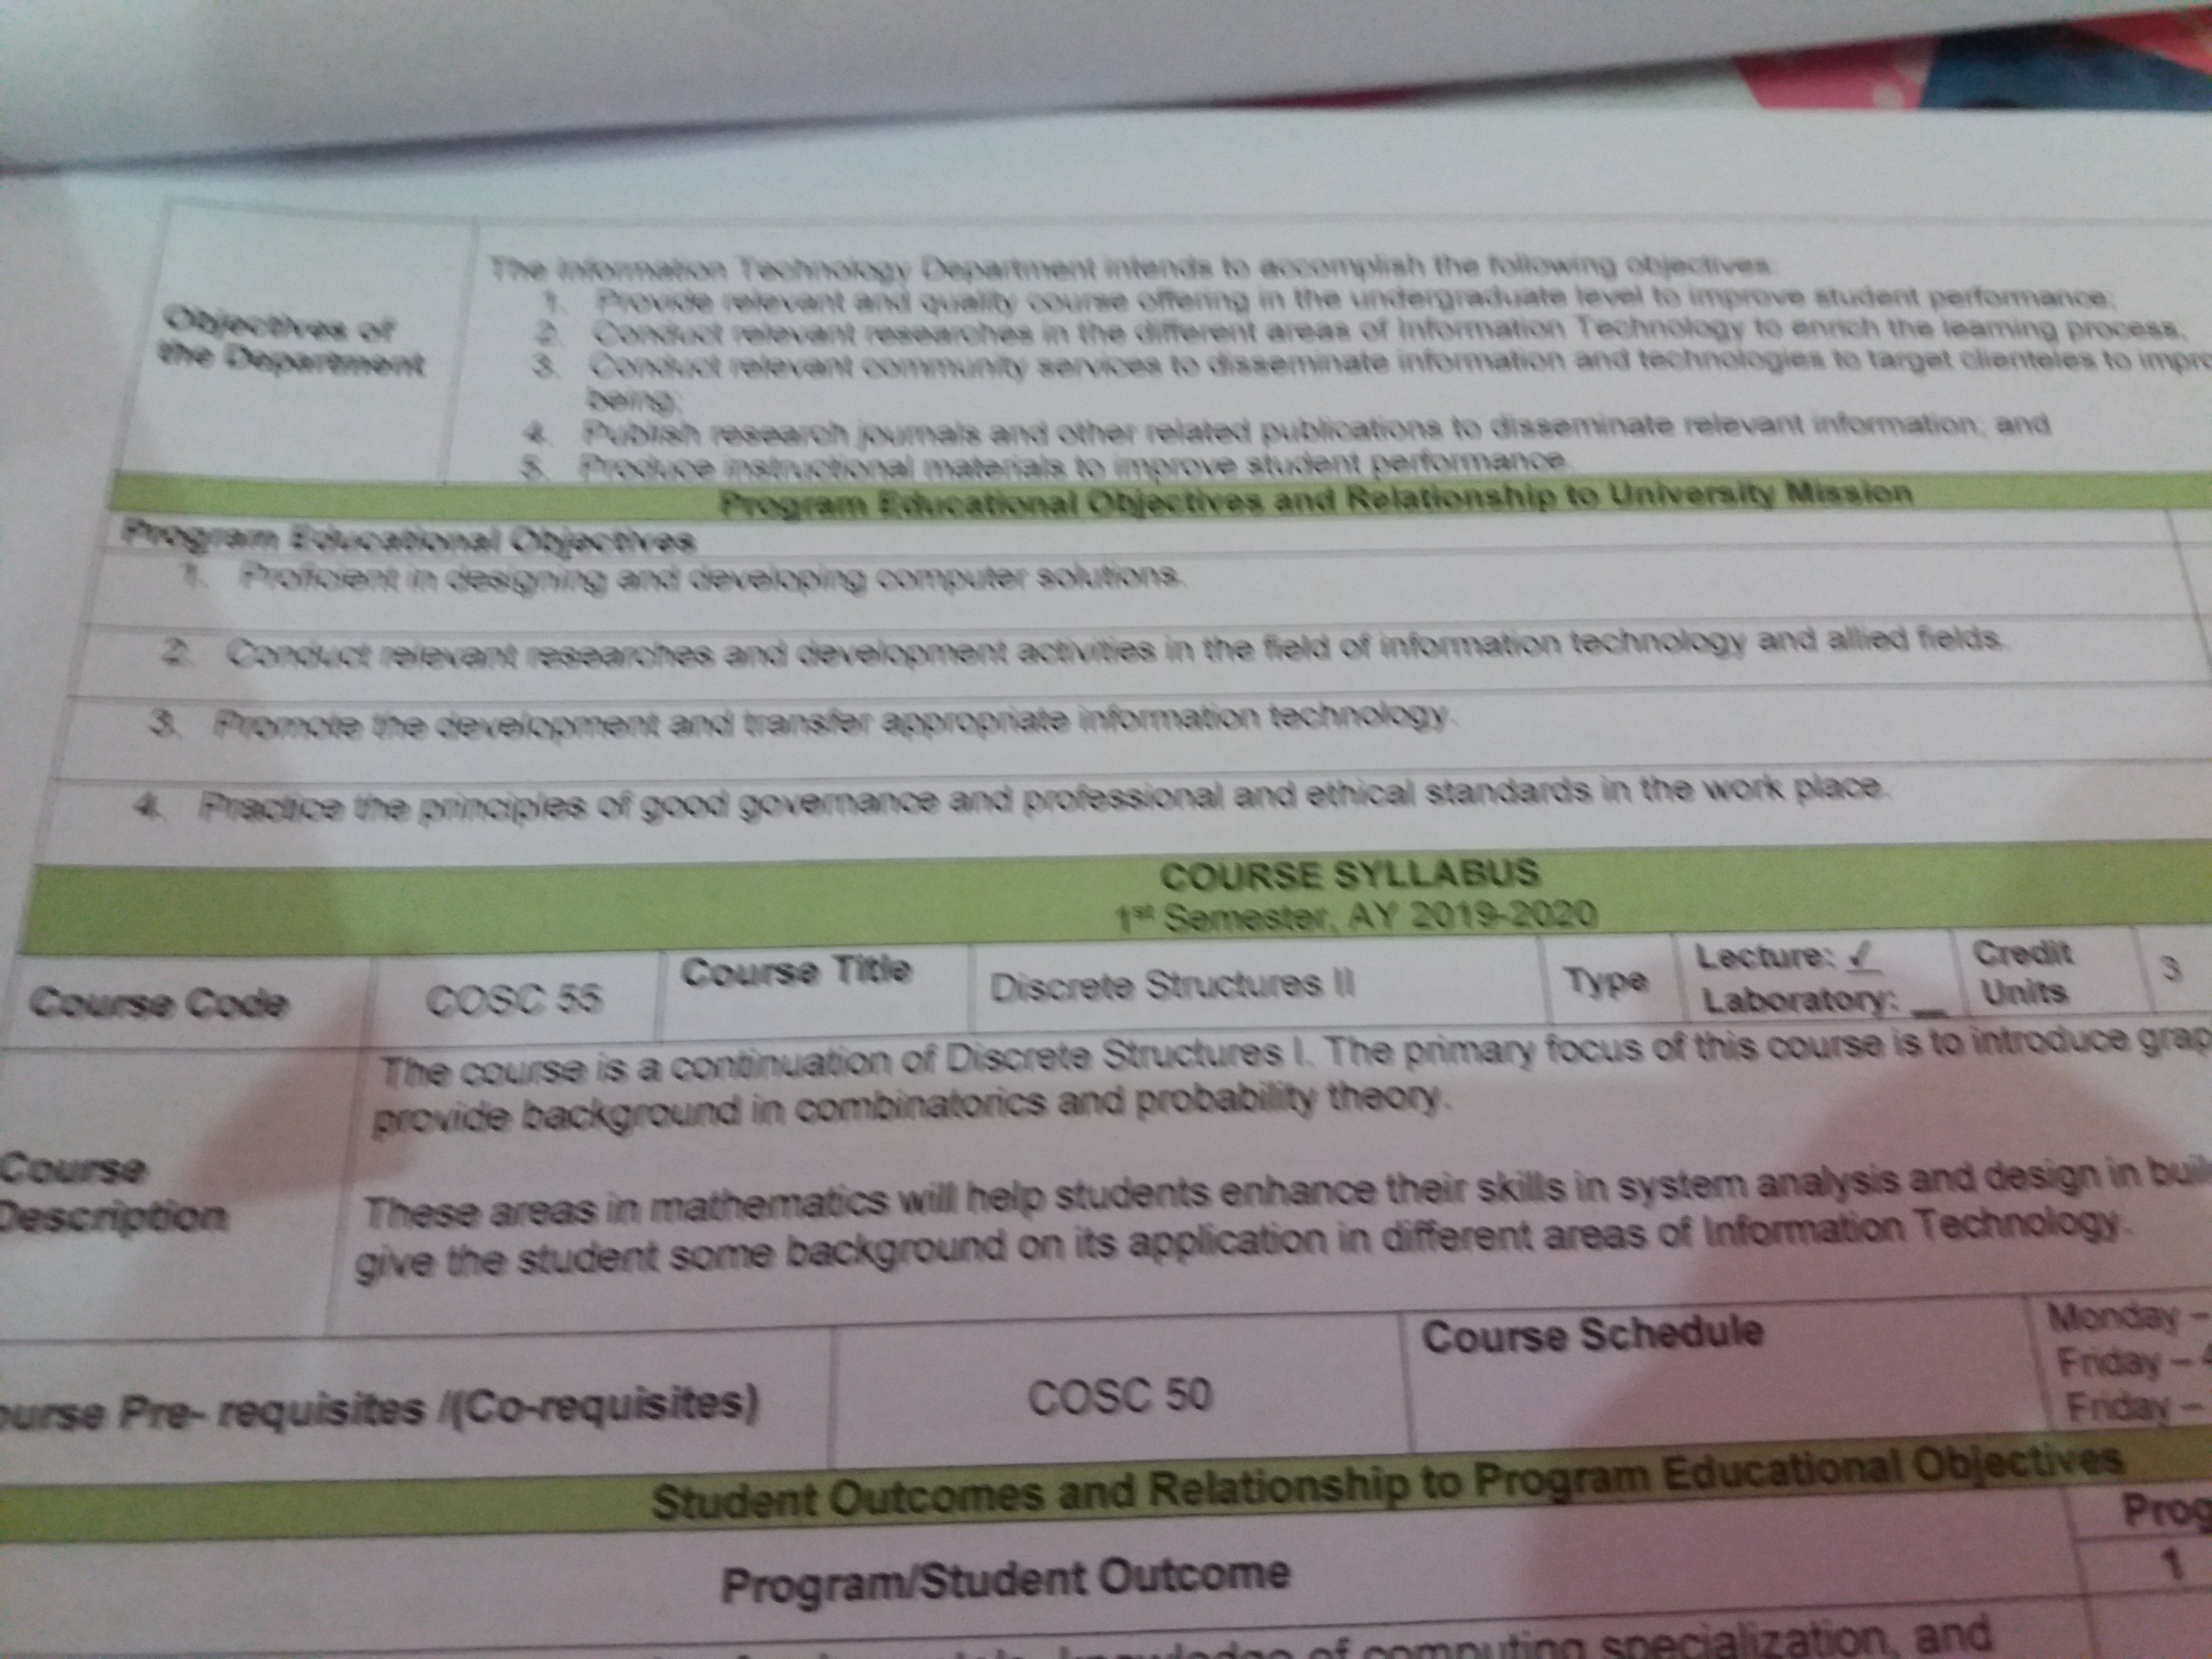 Objectives of
the Department
The Information Technology Department intends to accomplish the following objectives:
1. Provide relevant and quality course offering in the undergraduate level to improve student performance.
2. Conduct relevant researches in the different areas of Information Technology to enrich the learning process.
3. Conduct relevant community services to disseminate information and technologies to target clienteles to impro
being.
4. Publish research journals and other related publications to disseminate relevant information, and
5. Produce instructional materials to improve student performance.
Program Educational Objectives and Relationship to University Mission
Program Educational Objectives
1. Proficient in designing and developing computer solutions.
2. Conduct relevant researches and development activities in the field of information technology and allied fields.
3. Promote the development and transfer appropriate information technology.
4. Practice the principles of good governance and professional and ethical standards in the work place.
COURSE SYLLABUS
1st Semester, AY 2019-2020
Course Code COSC 55 Course Title Discrete Structures II Type Lecture: ✓ Credit 3
Laboratory: __ Units
Course
Description
The course is a continuation of Discrete Structures I. The primary focus of this course is to introduce grap
provide background in combinatorics and probability theory.
These areas in mathematics will help students enhance their skills in system analysis and design in buil
give the student some background on its application in different areas of Information Technology.
ourse Pre- requisites /(Co-requisites) COSC 50 Course Schedule
Monday –
Friday – 4
Friday –
Student Outcomes and Relationship to Program Educational Objectives
Program/Student Outcome
Prog
1
knowledge of computing specialization, and